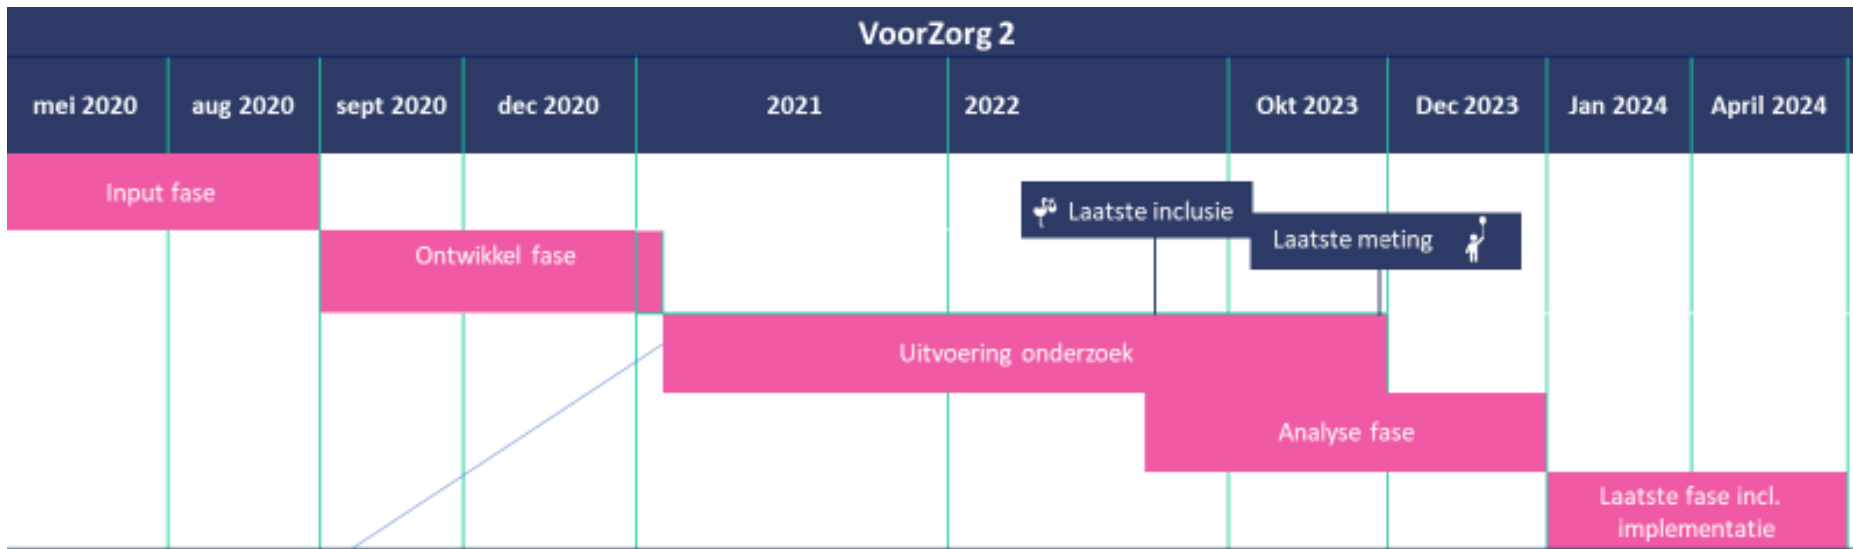 VoorZorg 2
mei 2020
aug 2020
sept 2020
dec 2020
2021
2022
Okt 2023
Dec 2023
Jan 2024
April 2024
Input fase
Laatste inclusie
Laatste meting
Ontwikkel fase
Uitvoering onderzoek
Analyse fase
Laatste fase incl.
implementatie